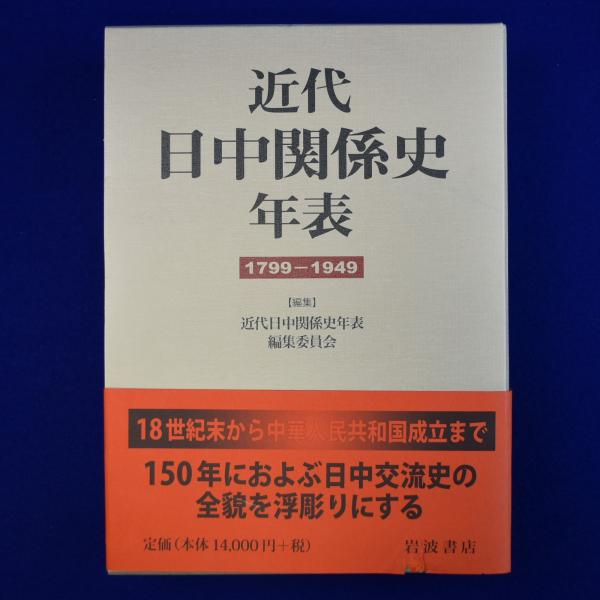 近代
日中関係史
年表
1799－1949
【編集】
近代日中関係史年表
編集委員会
18世紀末から中華人民共和国成立まで
150年におよぶ日中交流史の
全貌を浮彫りにする
定価（本体14,000円＋税）
岩波書店